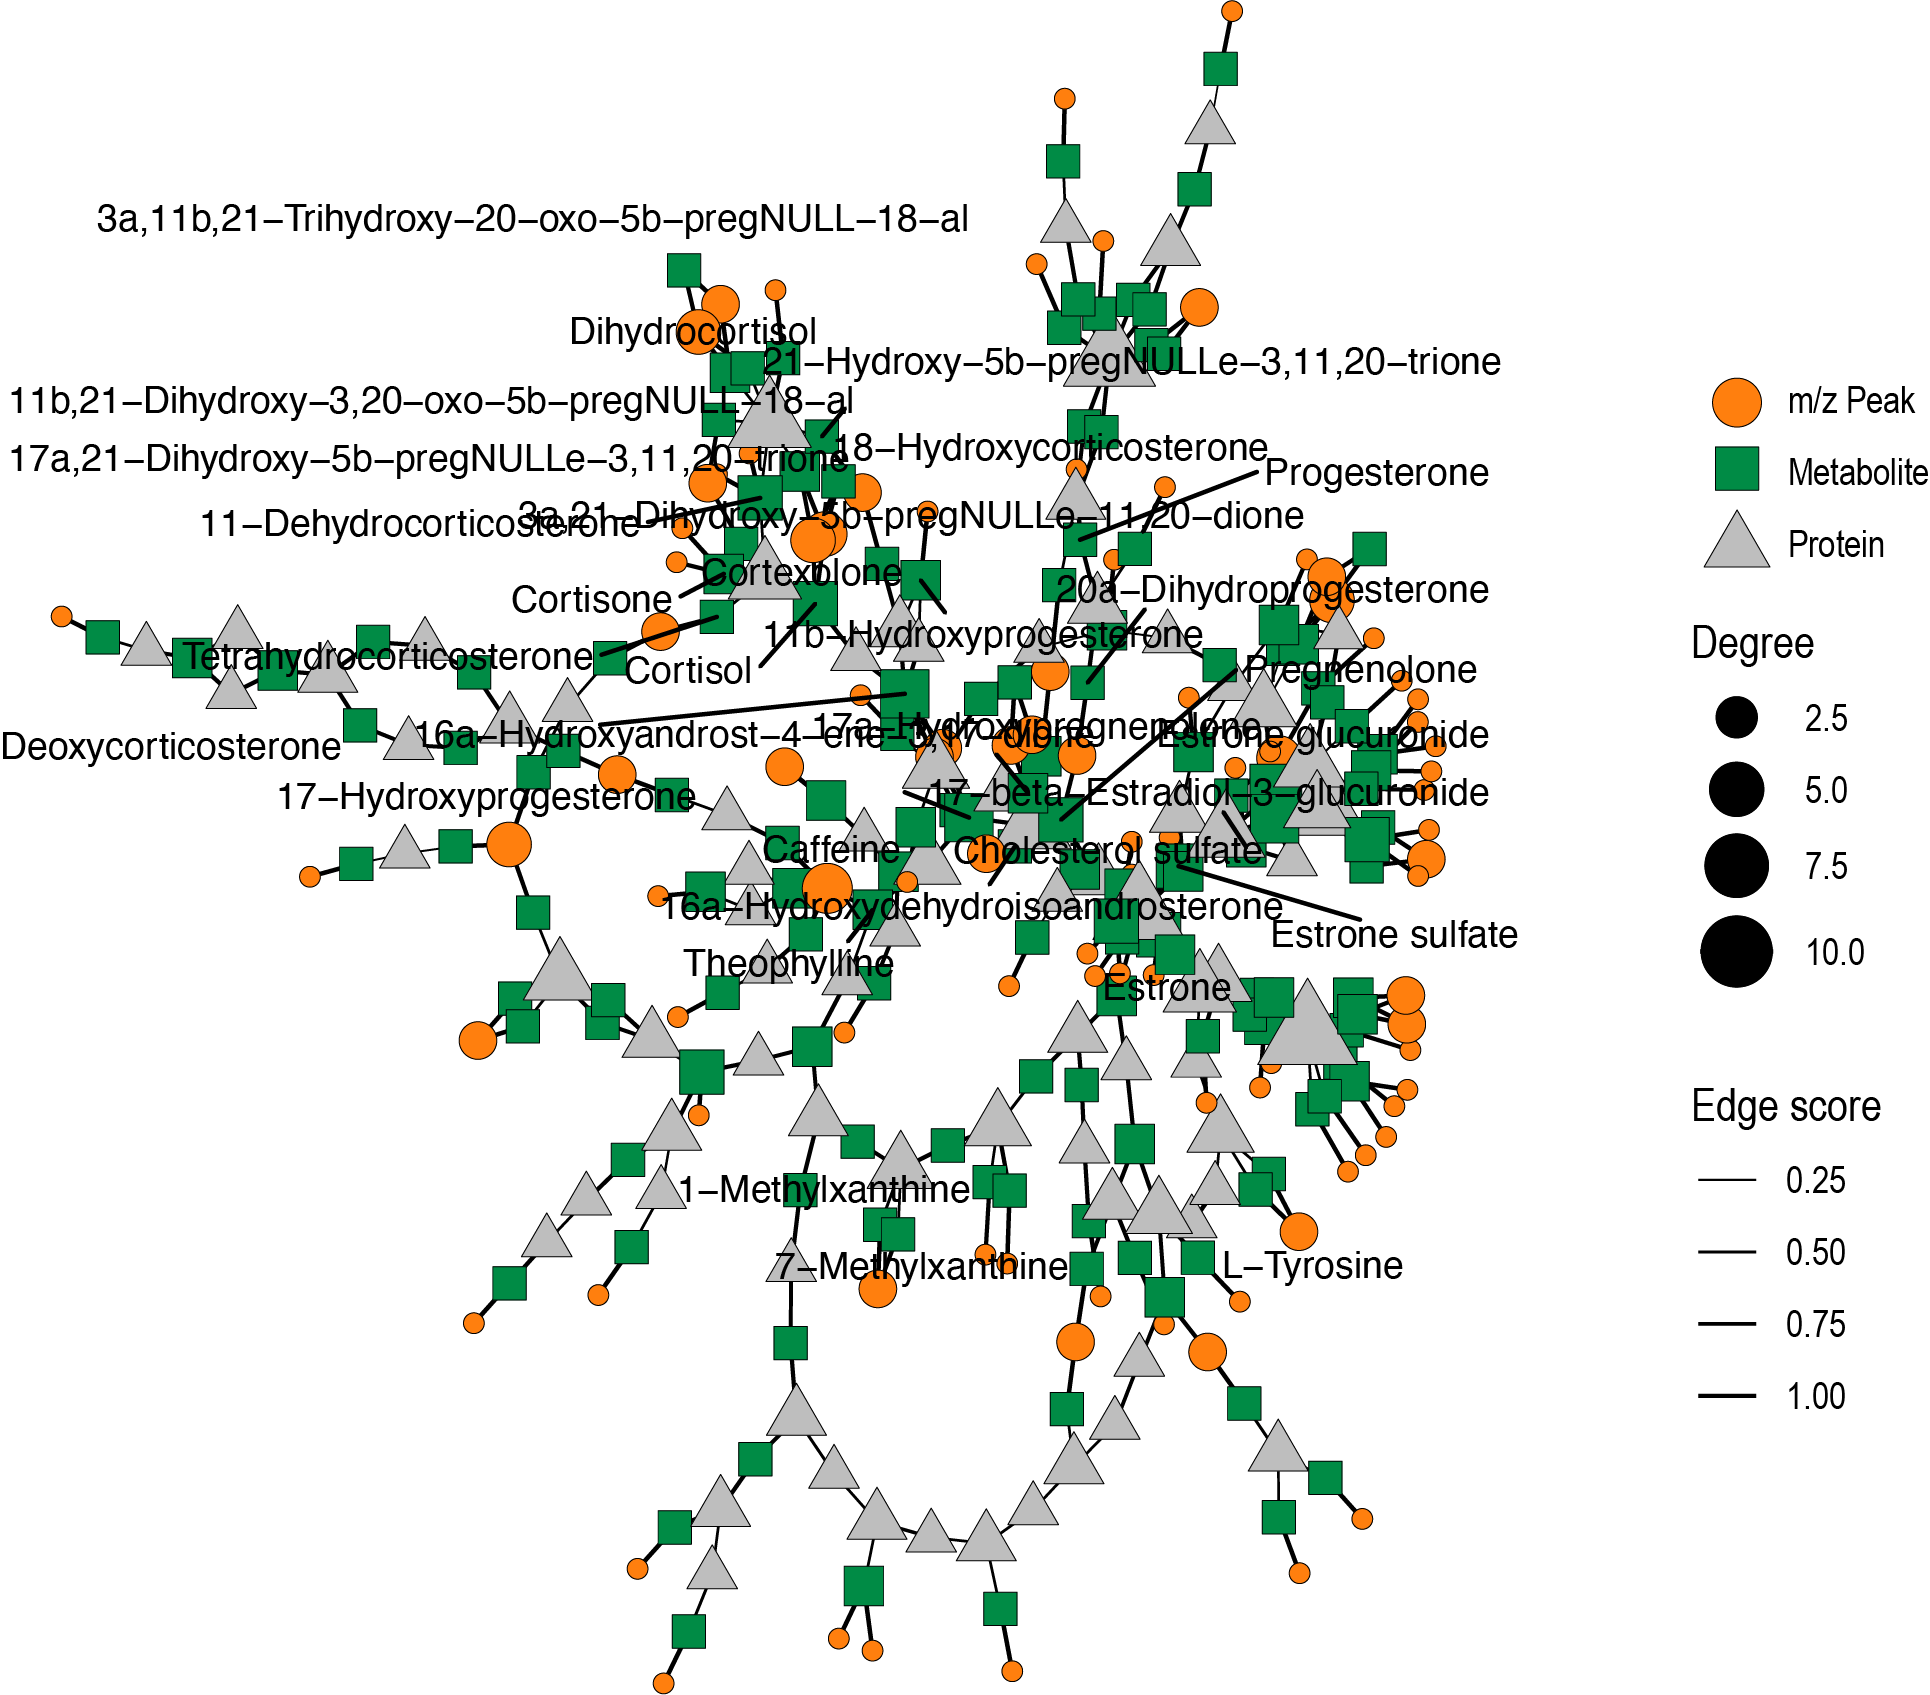 3a,11b,21−Trihydroxy−20−oxo−5b−pregNULL−18−al
Dihydrocortisol
21−Hydroxy−5b−pregNULLe−3,11,20−trione
11b,21−Dihydroxy−3,20−oxo−5b−pregNULL−18−al
18−Hydroxycorticosterone
17a,21−Dihydroxy−5b−pregNULLe−3,11,20−trione
Progesterone
3a,21−Dihydroxy−5b−pregNULLe−11,20−dione
11−Dehydrocorticosterone
Cortexolone
20a−Dihydroprogesterone
Cortisone
11b−Hydroxyprogesterone
Tetrahydrocorticosterone
Cortisol
Pregnenolone
17a−Hydroxypregnenolone
16a−Hydroxyandrost−4−ene−3,17−dione
Estrone glucuronide
Deoxycorticosterone
17−Hydroxyprogesterone
17−beta−Estradiol−3−glucuronide
Caffeine
Cholesterol sulfate
16a−Hydroxydehydroisoandrosterone
Estrone sulfate
Theophylline
Estrone
1−Methylxanthine
7−Methylxanthine
L−Tyrosine
m/z Peak
Metabolite
Protein
Degree
2.5
5.0
7.5
10.0
Edge score
0.25
0.50
0.75
1.00